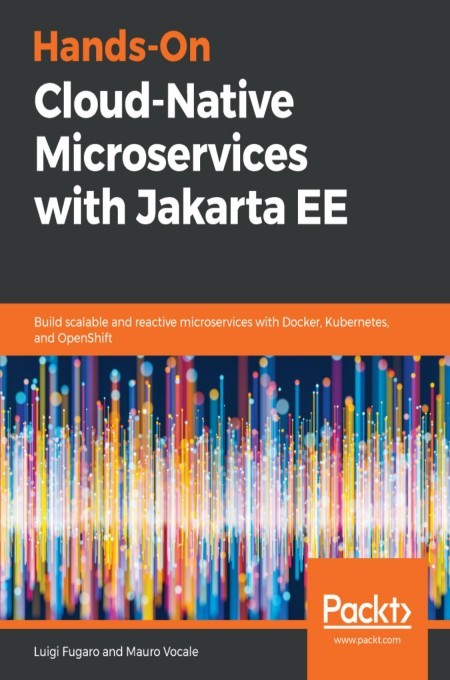 Hands-On
Cloud-Native
Microservices
with Jakarta EE
Build scalable and reactive microservices with Docker, Kubernetes,
and OpenShift
Packt>
www.packt.com
Luigi Fugaro and Mauro Vocale